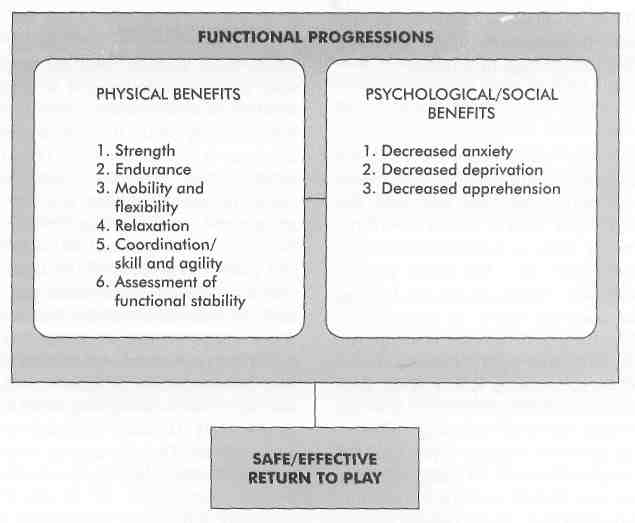 FUNCTIONAL PROGRESSIONS
PHYSICAL BENEFITS
1. Strength
2. Endurance
3. Mobility and
flexibility
4. Relaxation
5. Coordination/
skill and agility
6. Assessment of
functional stability
PSYCHOLOGICAL/SOCIAL
BENEFITS
1. Decreased anxiety
2. Decreased deprivation
3. Decreased apprehension
SAFE/EFFECTIVE
RETURN TO PLAY